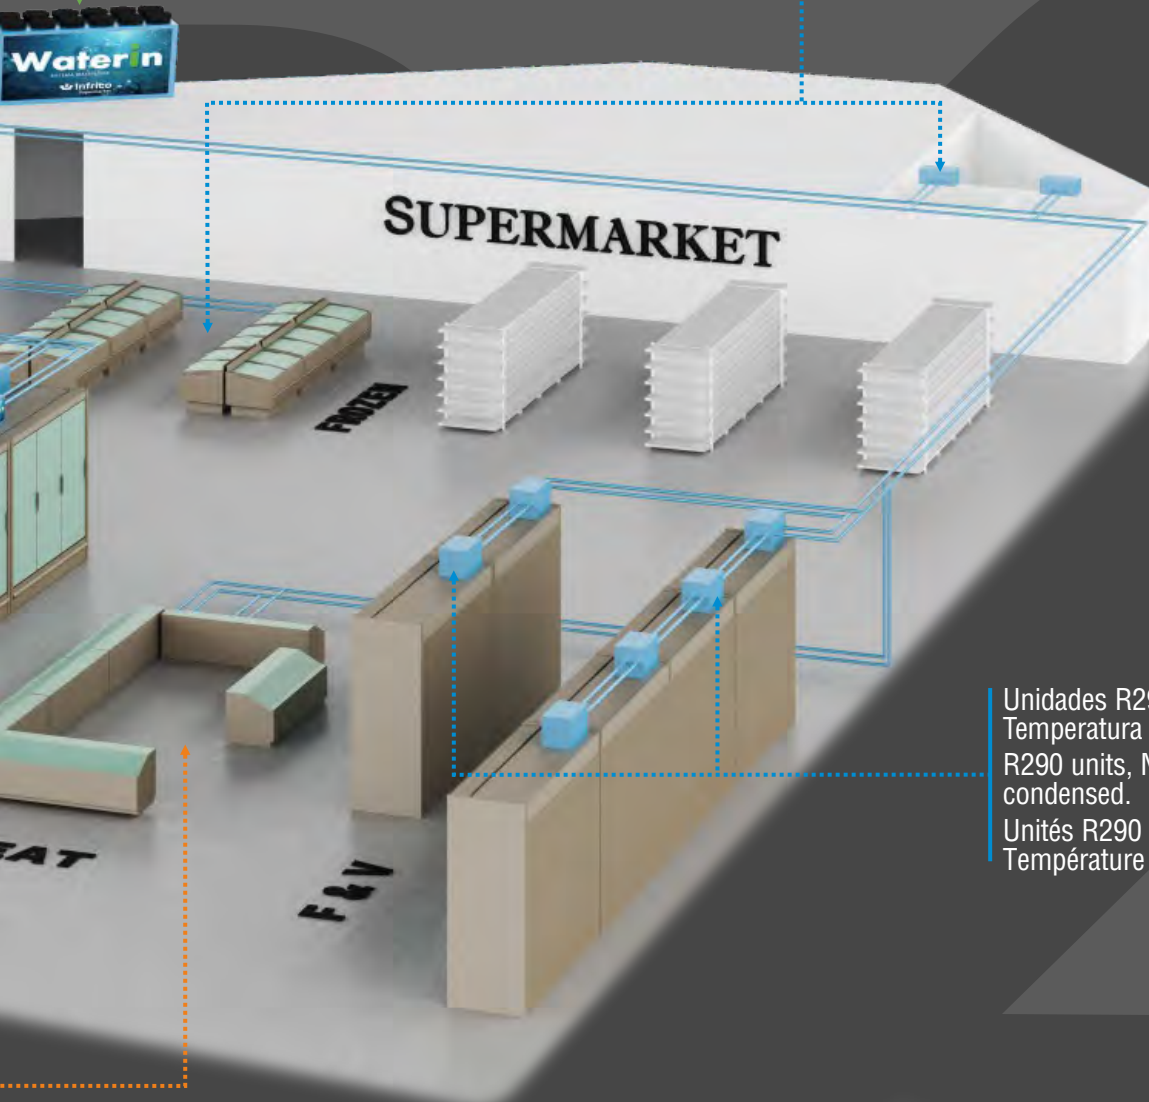 Waterin
infrico
SUPERMARKET
FROZEN
Unidades R29
Temperatura
R290 units, N
condensed.
Unités R290
Température
EAT
F & V